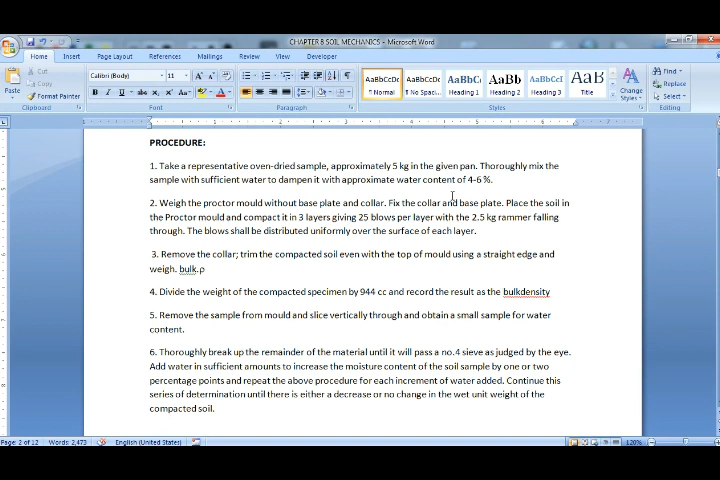 CHAPTER 8 SOIL MECHANICS - Microsoft Word
Home Insert Page Layout References Mailings Review View Developer
Paste
Cut
Copy
Format Painter
Clipboard
Calibri (Body) 11
Font
Paragraph
AaBbCcDc AaBbCcDc AaBbCc AaBbCc AaBbCcI AaB
¶ Normal ¶ No Spaci... Heading 1 Heading 2 Heading 3 Title
Change
Styles
Styles
Find
Replace
Select
Editing
PROCEDURE:
1. Take a representative oven-dried sample, approximately 5 kg in the given pan. Thoroughly mix the
sample with sufficient water to dampen it with approximate water content of 4-6 %.
2. Weigh the proctor mould without base plate and collar. Fix the collar and base plate. Place the soil in
the Proctor mould and compact it in 3 layers giving 25 blows per layer with the 2.5 kg rammer falling
through. The blows shall be distributed uniformly over the surface of each layer.
3. Remove the collar; trim the compacted soil even with the top of mould using a straight edge and
weigh. bulk.ρ
4. Divide the weight of the compacted specimen by 944 cc and record the result as the bulkdensity
5. Remove the sample from mould and slice vertically through and obtain a small sample for water
content.
6. Thoroughly break up the remainder of the material until it will pass a no.4 sieve as judged by the eye.
Add water in sufficient amounts to increase the moisture content of the soil sample by one or two
percentage points and repeat the above procedure for each increment of water added. Continue this
series of determination until there is either a decrease or no change in the wet unit weight of the
compacted soil.
Page: 2 of 12 Words: 2,473 English (United States) 120%